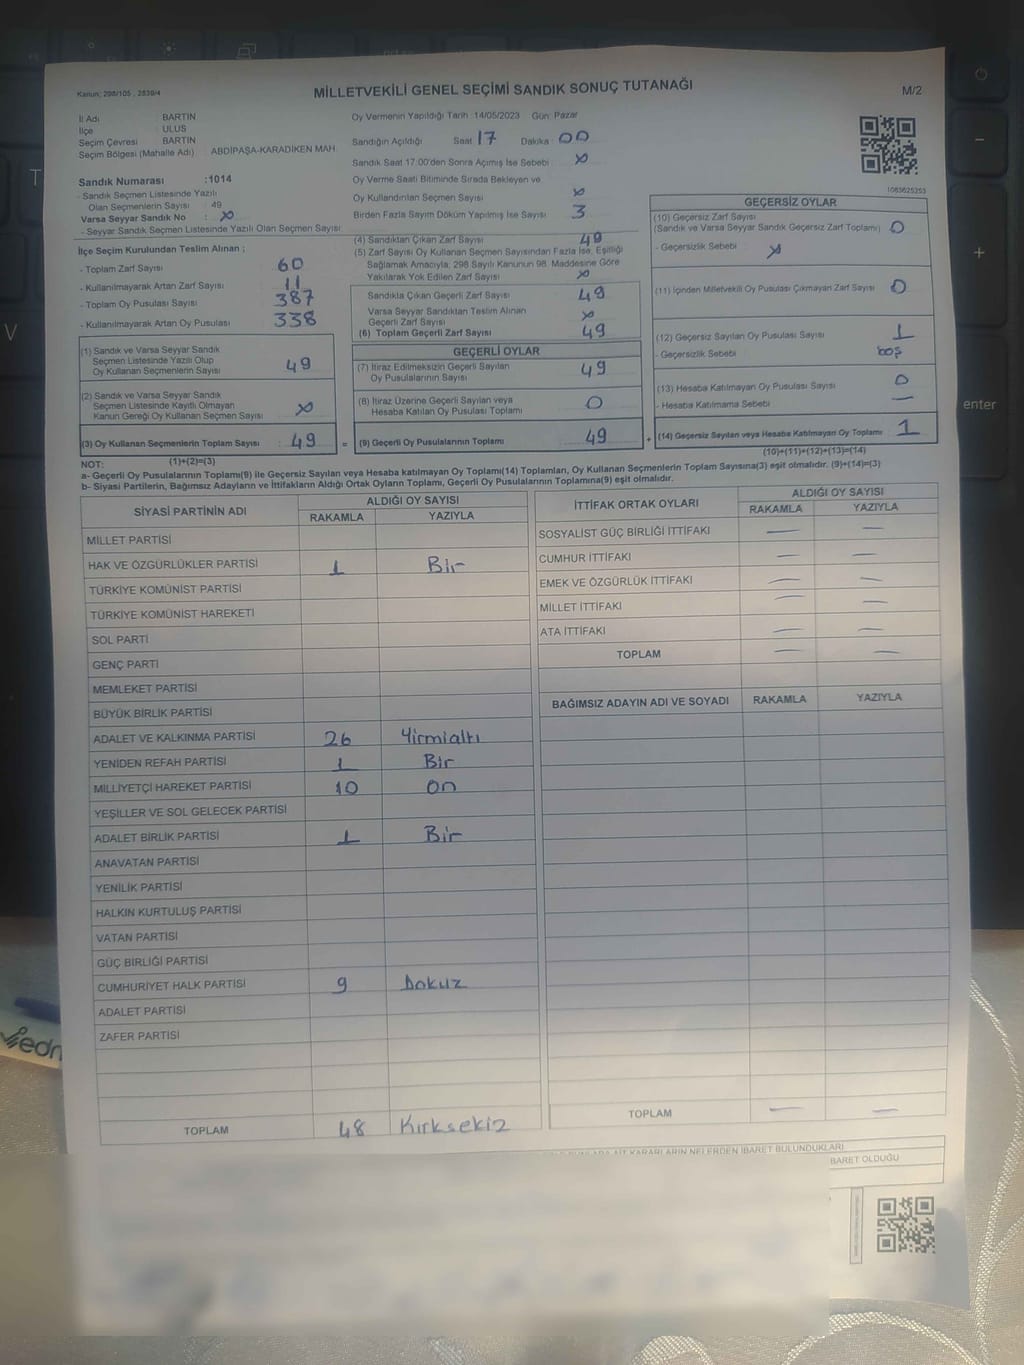 Kanun: 298/105 , 2839/4
MİLLETVEKİLİ GENEL SEÇİMİ SANDIK SONUÇ TUTANAĞI
M/2
İl Adı : BARTIN
İlçe : ULUS
Seçim Çevresi : BARTIN
Seçim Bölgesi (Mahalle Adı) : ABDİPAŞA-KARADİKEN MAH.
Oy Vermenin Yapıldığı Tarih :14/05/2023 Gün: Pazar
Sandığın Açıldığı Saat 17 Dakika : 00
Sandık Saat 17.00'den Sonra Açımış İse Sebebi : x
Sandık Numarası :1014
- Sandık Seçmen Listesinde Yazılı
Olan Seçmenlerin Sayısı : 49
Varsa Seyyar Sandık No : x
- Seyyar Sandık Seçmen Listesinde Yazılı Olan Seçmen Sayısı:
Oy Verme Saati Bitiminde Sırada Bekleyen ve
Oy Kullandırılan Seçmen Sayısı x
Birden Fazla Sayım Döküm Yapılmış İse Sayısı : 3
1083625253
İlçe Seçim Kurulundan Teslim Alınan ;
- Toplam Zarf Sayısı : 60
- Kullanılmayarak Artan Zarf Sayısı : 11
- Toplam Oy Pusulası Sayısı : 387
- Kullanılmayarak Artan Oy Pusulası : 338
(1) Sandık ve Varsa Seyyar Sandık
Seçmen Listesinde Yazılı Olup
Oy Kullanan Seçmenlerin Sayısı : 49
(2) Sandık ve Varsa Seyyar Sandık
Seçmen Listesinde Kayıtlı Olmayan
Kanun Gereği Oy Kullanan Seçmen Sayısı : x
(3) Oy Kullanan Seçmenlerin Toplam Sayısı : 49
(1)+(2)=(3)
(4) Sandıktan Çıkan Zarf Sayısı : 49
(5) Zarf Sayısı Oy Kullanan Seçmen Sayısından Fazla İse, Eşitliği
Sağlamak Amacıyla, 298 Sayılı Kanunun 98. Maddesine Göre
Yakılarak Yok Edilen Zarf Sayısı : x
Sandıkta Çıkan Geçerli Zarf Sayısı : 49
Varsa Seyyar Sandıktan Teslim Alınan
Geçerli Zarf Sayısı : x
(6) Toplam Geçerli Zarf Sayısı : 49
GEÇERLİ OYLAR
(7) İtiraz Edilmeksizin Geçerli Sayılan
Oy Pusulalarının Sayısı : 49
(8) İtiraz Üzerine Geçerli Sayılan veya
Hesaba Katılan Oy Pusulası Toplamı : 0
= (9) Geçerli Oy Pusulalarının Toplamı : 49
GEÇERSİZ OYLAR
(10) Geçersiz Zarf Sayısı
(Sandık ve Varsa Seyyar Sandık Geçersiz Zarf Toplamı) : 0
- Geçersizlik Sebebi : x
(11) İçinden Milletvekili Oy Pusulası Çıkmayan Zarf Sayısı : 0
(12) Geçersiz Sayılan Oy Pusulası Sayısı : 1
- Geçersizlik Sebebi : boş
(13) Hesaba Katılmayan Oy Pusulası Sayısı : 0
- Hesaba Katılmama Sebebi : —
+ (14) Geçersiz Sayılan veya Hesaba Katılmayan Oy Toplamı : 1
(10)+(11)+(12)+(13)=(14)
NOT:
a- Geçerli Oy Pusulalarının Toplamı(9) ile Geçersiz Sayılan veya Hesaba katılmayan Oy Toplamı(14) Toplamları, Oy Kullanan Seçmenlerin Toplam Sayısına(3) eşit olmalıdır. (9)+(14)=(3)
b- Siyasi Partilerin, Bağımsız Adayların ve İttifakların Aldığı Ortak Oyların Toplamı, Geçerli Oy Pusulalarının Toplamına(9) eşit olmalıdır.
SİYASİ PARTİNİN ADI ALDIĞI OY SAYISI
RAKAMLA YAZIYLA
MİLLET PARTİSİ
HAK VE ÖZGÜRLÜKLER PARTİSİ 1 Bir
TÜRKİYE KOMÜNİST PARTİSİ
TÜRKİYE KOMÜNİST HAREKETİ
SOL PARTİ
GENÇ PARTİ
MEMLEKET PARTİSİ
BÜYÜK BİRLİK PARTİSİ
ADALET VE KALKINMA PARTİSİ 26 Yirmialtı
YENİDEN REFAH PARTİSİ 1 Bir
MİLLİYETÇİ HAREKET PARTİSİ 10 on
YEŞİLLER VE SOL GELECEK PARTİSİ
ADALET BİRLİK PARTİSİ 1 Bir
ANAVATAN PARTİSİ
YENİLİK PARTİSİ
HALKIN KURTULUŞ PARTİSİ
VATAN PARTİSİ
GÜÇ BİRLİĞİ PARTİSİ
CUMHURİYET HALK PARTİSİ 9 Dokuz
ADALET PARTİSİ
ZAFER PARTİSİ
TOPLAM 48 Kırksekiz
İTTİFAK ORTAK OYLARI ALDIĞI OY SAYISI
RAKAMLA YAZIYLA
SOSYALİST GÜÇ BİRLİĞİ İTTİFAKI — —
CUMHUR İTTİFAKI — —
EMEK VE ÖZGÜRLÜK İTTİFAKI — —
MİLLET İTTİFAKI — —
ATA İTTİFAKI — —
TOPLAM — —
BAĞIMSIZ ADAYIN ADI VE SOYADI RAKAMLA YAZIYLA
TOPLAM — —
KARARLARIN NELERDEN İBARET BULUNDUKLARI
BARET OLDUĞU
enter